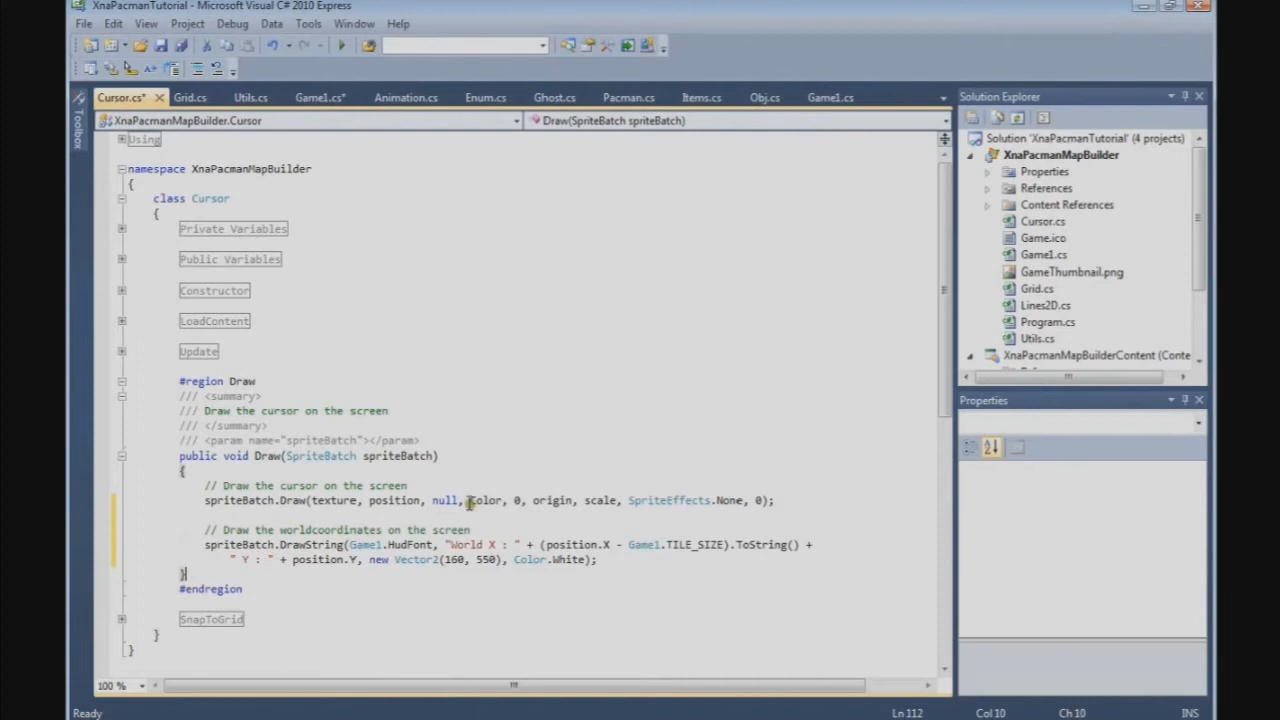 XnaPacmanTutorial - Microsoft Visual C# 2010 Express
File Edit View Project Debug Data Tools Window Help
Cursor.cs* Grid.cs Utils.cs Game1.cs* Animation.cs Enum.cs Ghost.cs Pacman.cs Items.cs Obj.cs Game1.cs
XnaPacmanMapBuilder.Cursor Draw(SpriteBatch spriteBatch)
Toolbox
Using
namespace XnaPacmanMapBuilder
{
class Cursor
{
Private Variables
Public Variables
Constructor
LoadContent
Update
#region Draw
/// <summary>
/// Draw the cursor on the screen
/// </summary>
/// <param name="spriteBatch"></param>
public void Draw(SpriteBatch spriteBatch)
{
// Draw the cursor on the screen
spriteBatch.Draw(texture, position, null, Color, 0, origin, scale, SpriteEffects.None, 0);
// Draw the worldcoordinates on the screen
spriteBatch.DrawString(Game1.HudFont, "World X : " + (position.X - Game1.TILE_SIZE).ToString() +
" Y : " + position.Y, new Vector2(160, 550), Color.White);
}
#endregion
SnapToGrid
}
}
100 %
Solution Explorer
Solution 'XnaPacmanTutorial' (4 projects)
XnaPacmanMapBuilder
Properties
References
Content References
Cursor.cs
Game.ico
Game1.cs
GameThumbnail.png
Grid.cs
Lines2D.cs
Program.cs
Utils.cs
XnaPacmanMapBuilderContent (Conte
Properties
Ready Ln 112 Col 10 Ch 10 INS